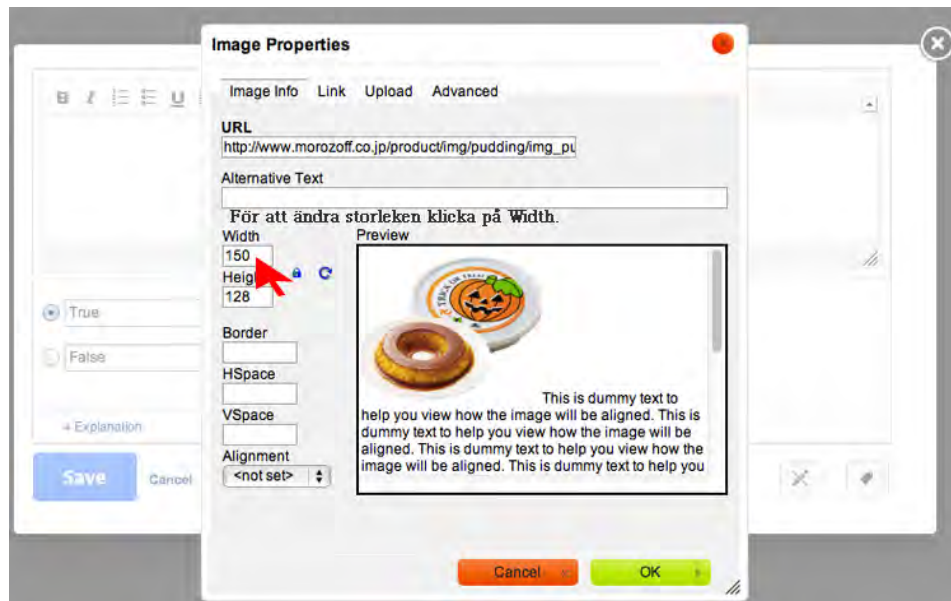 Image Properties
Image Info Link Upload Advanced
B I U
URL
http://www.morozoff.co.jp/product/img/pudding/img_pu
Alternative Text
För att ändra storleken klicka på Width.
Width
150
Heigh
128
Border
HSpace
VSpace
Alignment
<not set>
Preview
TRICK OR TREAT
This is dummy text to
help you view how the image will be aligned. This is
dummy text to help you view how the image will be
aligned. This is dummy text to help you view how the
image will be aligned. This is dummy text to help you
True
False
+ Explanation
Save Cancel
Cancel OK